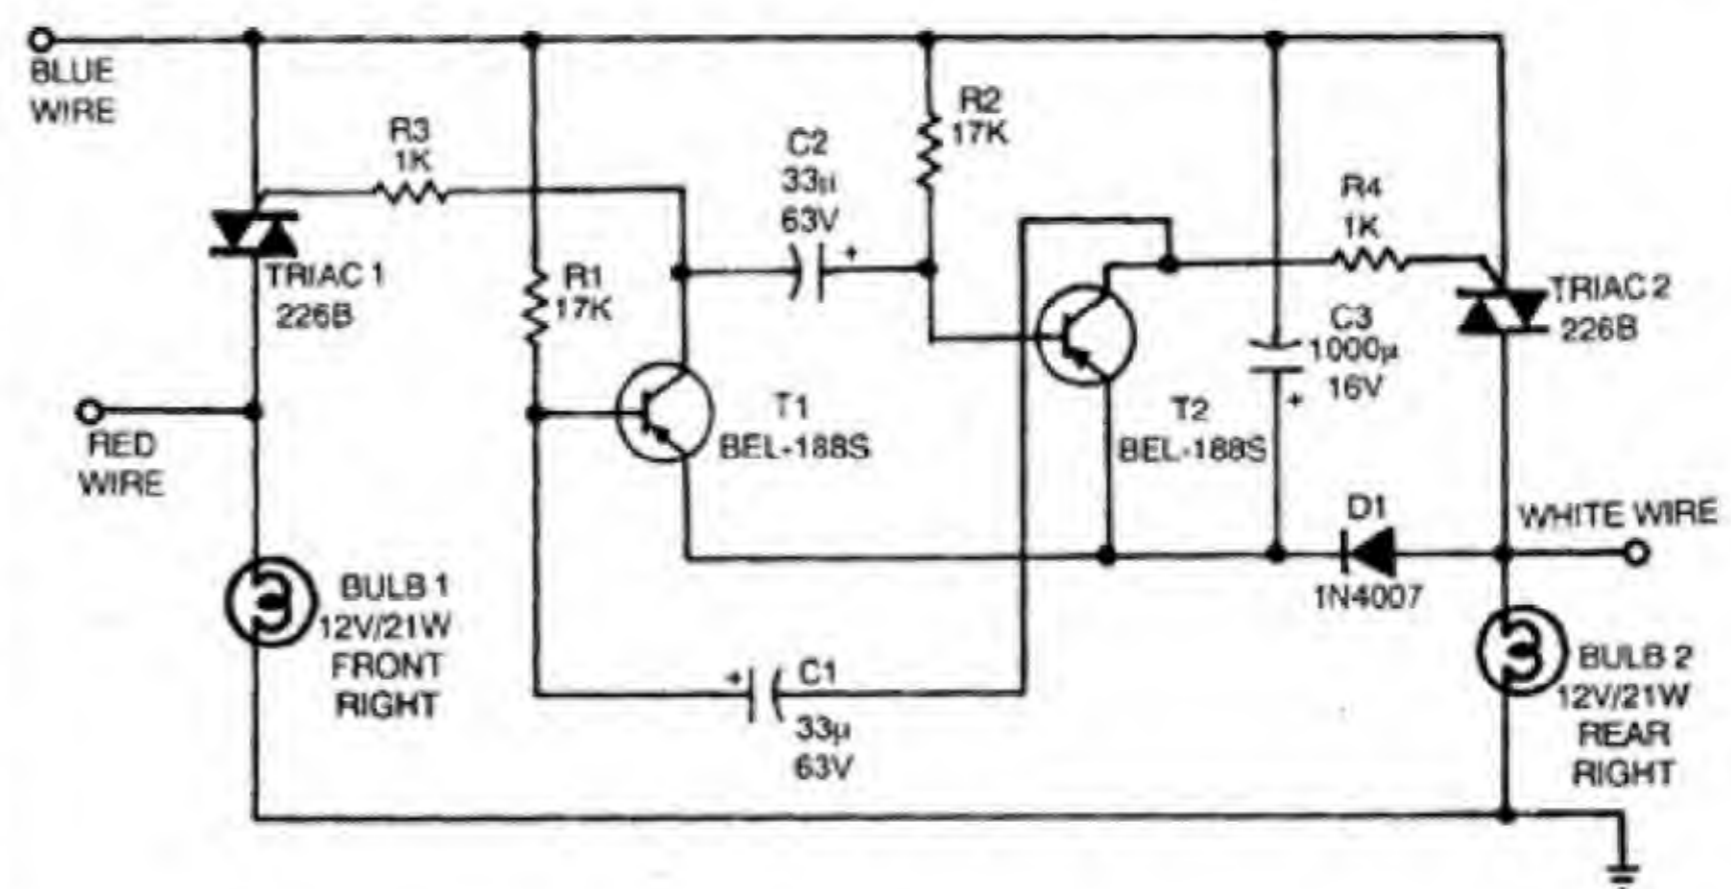 BLUE
WIRE
R3
1K
C2
33µ
63V
R2
17K
R4
1K
TRIAC 1
226B
R1
17K
TRIAC 2
226B
C3
1000µ
16V
+
+
RED
WIRE
T1
BEL-188S
T2
BEL-188S
D1
1N4007
WHITE WIRE
BULB 1
12V/21W
FRONT
RIGHT
+
C1
33µ
63V
BULB 2
12V/21W
REAR
RIGHT